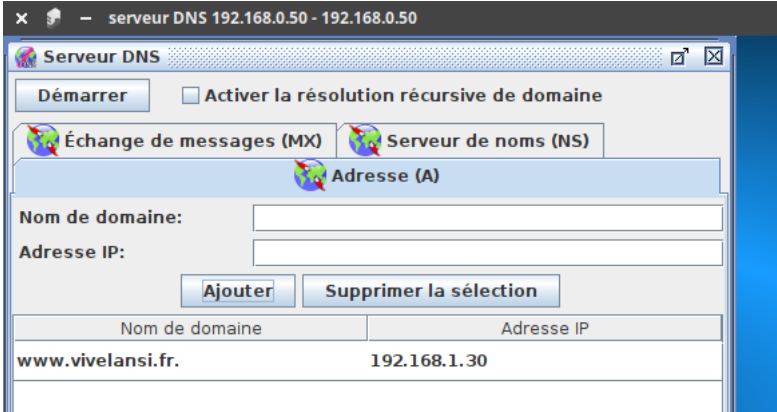 serveur DNS 192.168.0.50 - 192.168.0.50
Serveur DNS
Démarrer Activer la résolution récursive de domaine
Échange de messages (MX) Serveur de noms (NS)
Adresse (A)
Nom de domaine:
Adresse IP:
Ajouter Supprimer la sélection
Nom de domaine Adresse IP
www.vivelansi.fr. 192.168.1.30